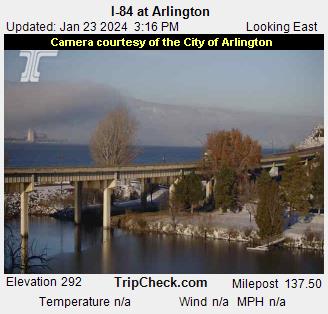 I-84 at Arlington
Updated: Jan 23 2024 3:16 PM Looking East
Camera courtesy of the City of Arlington
Elevation 292 TripCheck.com Milepost 137.50
Temperature n/a Wind n/a MPH n/a